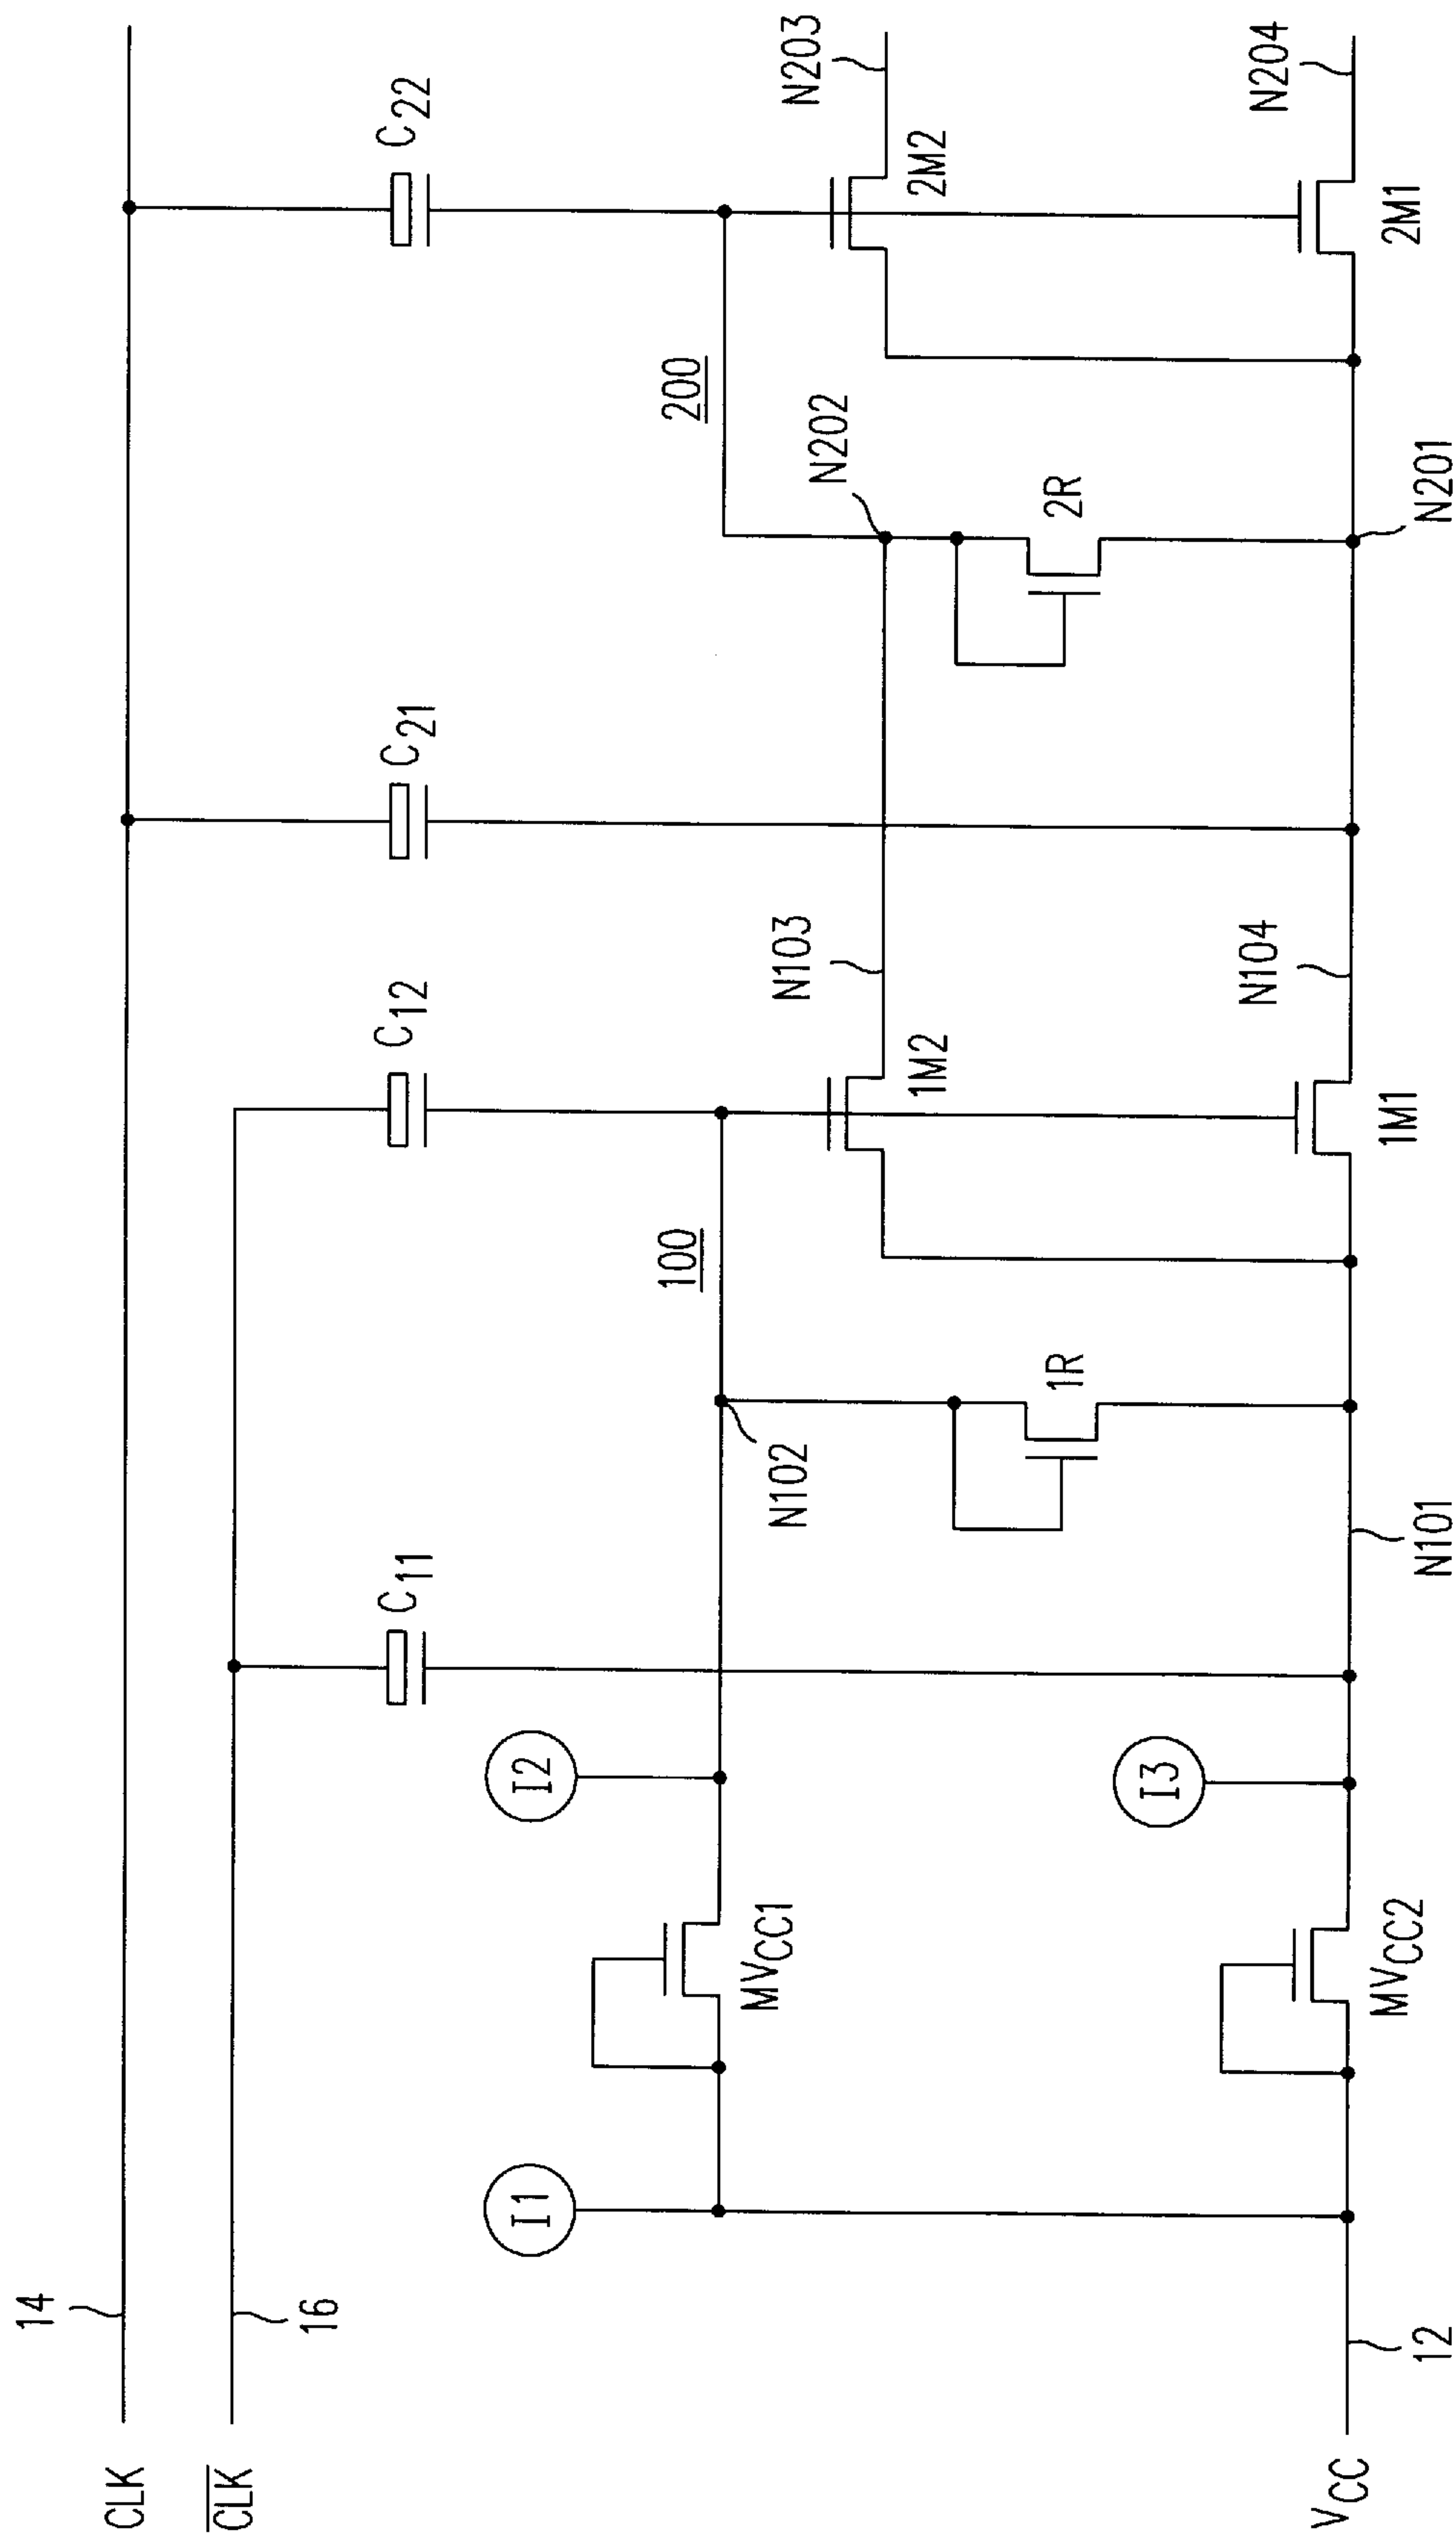 CLK
14
C̅L̅K̅
16
C22
C21
C12
C11
N203
2M2
N204
2M1
200
N202
2R
N201
N103
1M2
N104
1M1
100
N102
1R
N101
I2
I3
MVCC1
MVCC2
I1
12
VCC